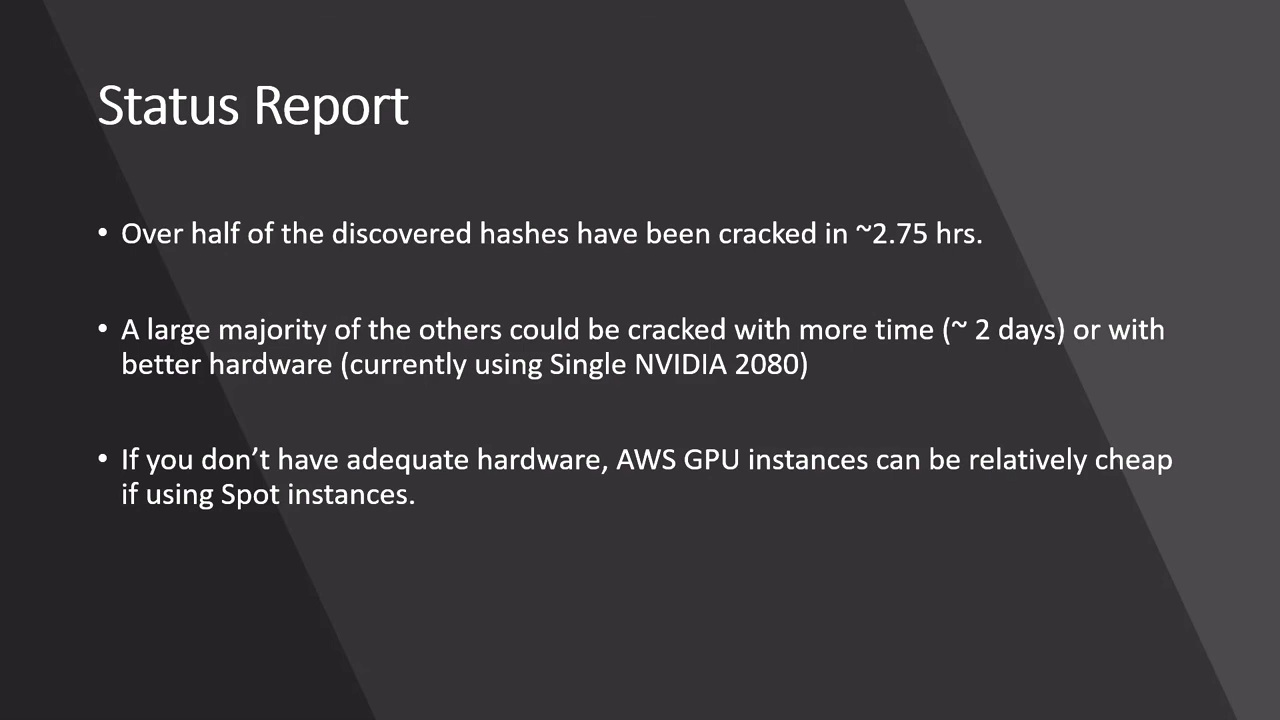 Status Report
• Over half of the discovered hashes have been cracked in ~2.75 hrs.
• A large majority of the others could be cracked with more time (~ 2 days) or with
better hardware (currently using Single NVIDIA 2080)
• If you don’t have adequate hardware, AWS GPU instances can be relatively cheap
if using Spot instances.